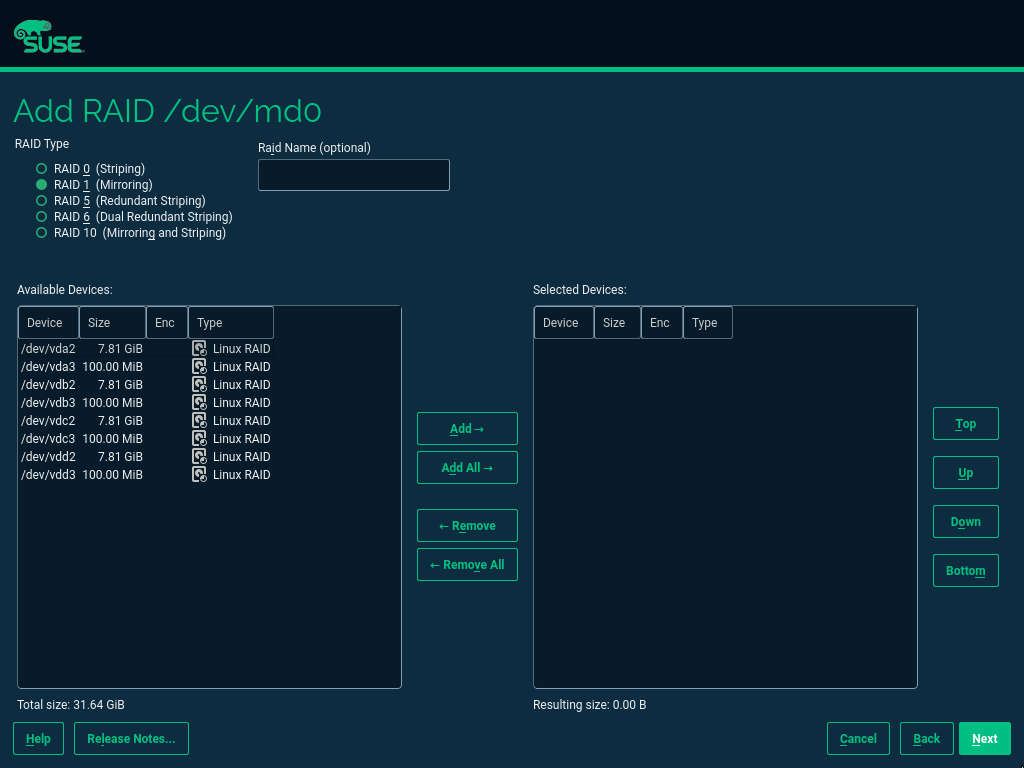 SUSE
Add RAID /dev/md0
RAID Type
Raid Name (optional)
RAID 0 (Striping)
RAID 1 (Mirroring)
RAID 5 (Redundant Striping)
RAID 6 (Dual Redundant Striping)
RAID 10 (Mirroring and Striping)
Available Devices:
Device Size Enc Type
/dev/vda2 7.81 GiB Linux RAID
/dev/vda3 100.00 MiB Linux RAID
/dev/vdb2 7.81 GiB Linux RAID
/dev/vdb3 100.00 MiB Linux RAID
/dev/vdc2 7.81 GiB Linux RAID
/dev/vdc3 100.00 MiB Linux RAID
/dev/vdd2 7.81 GiB Linux RAID
/dev/vdd3 100.00 MiB Linux RAID
Total size: 31.64 GiB
Add →
Add All →
← Remove
← Remove All
Selected Devices:
Device Size Enc Type
Resulting size: 0.00 B
Top
Up
Down
Bottom
Help
Release Notes...
Cancel
Back
Next